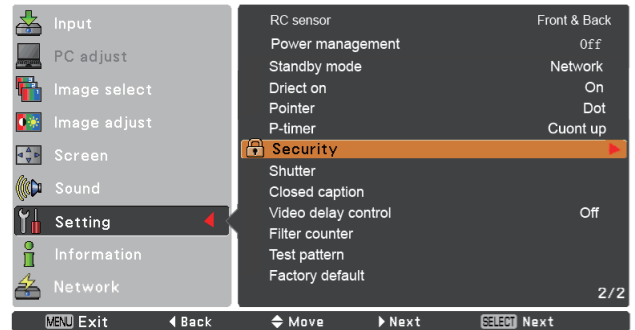 Input
PC adjust
Image select
Image adjust
Screen
Sound
Setting
Information
Network
RC sensor Front & Back
Power management Off
Standby mode Network
Driect on On
Pointer Dot
P-timer Cuont up
Security
Shutter
Closed caption
Video delay control Off
Filter counter
Test pattern
Factory default
2/2
MENU Exit Back Move Next SELECT Next